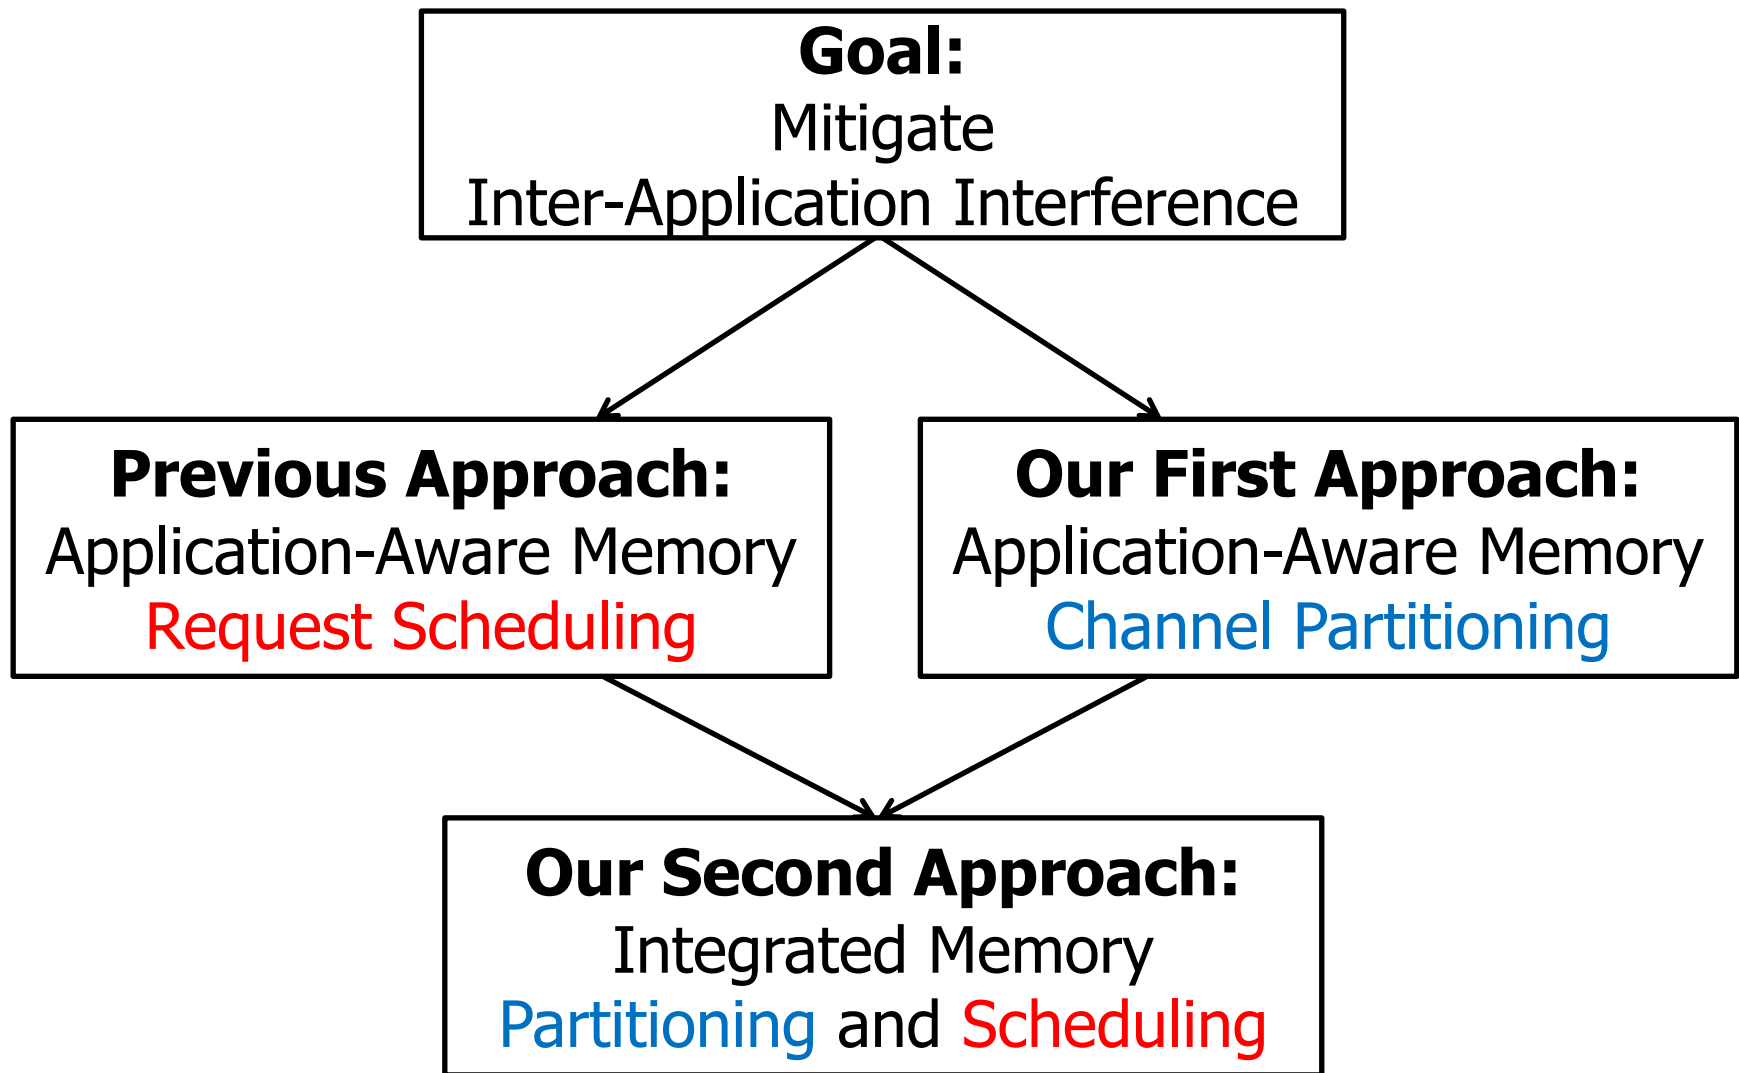 Goal:
Mitigate
Inter-Application Interference
Previous Approach:
Application-Aware Memory
Request Scheduling
Our First Approach:
Application-Aware Memory
Channel Partitioning
Our Second Approach:
Integrated Memory
Partitioning and Scheduling